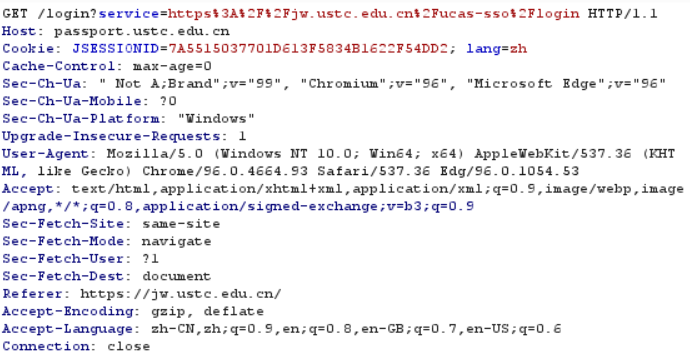 GET /login?service=https%3A%2F%2Fjw.ustc.edu.cn%2Fucas-sso%2Flogin HTTP/1.1
Host: passport.ustc.edu.cn
Cookie: JSESSIONID=7A5515037701D613F5834B1622F54DD2; lang=zh
Cache-Control: max-age=0
Sec-Ch-Ua: " Not A;Brand";v="99", "Chromium";v="96", "Microsoft Edge";v="96"
Sec-Ch-Ua-Mobile: ?0
Sec-Ch-Ua-Platform: "Windows"
Upgrade-Insecure-Requests: 1
User-Agent: Mozilla/5.0 (Windows NT 10.0; Win64; x64) AppleWebKit/537.36 (KHT
ML, like Gecko) Chrome/96.0.4664.93 Safari/537.36 Edg/96.0.1054.53
Accept: text/html,application/xhtml+xml,application/xml;q=0.9,image/webp,image
/apng,*/*;q=0.8,application/signed-exchange;v=b3;q=0.9
Sec-Fetch-Site: same-site
Sec-Fetch-Mode: navigate
Sec-Fetch-User: ?1
Sec-Fetch-Dest: document
Referer: https://jw.ustc.edu.cn/
Accept-Encoding: gzip, deflate
Accept-Language: zh-CN,zh;q=0.9,en;q=0.8,en-GB;q=0.7,en-US;q=0.6
Connection: close